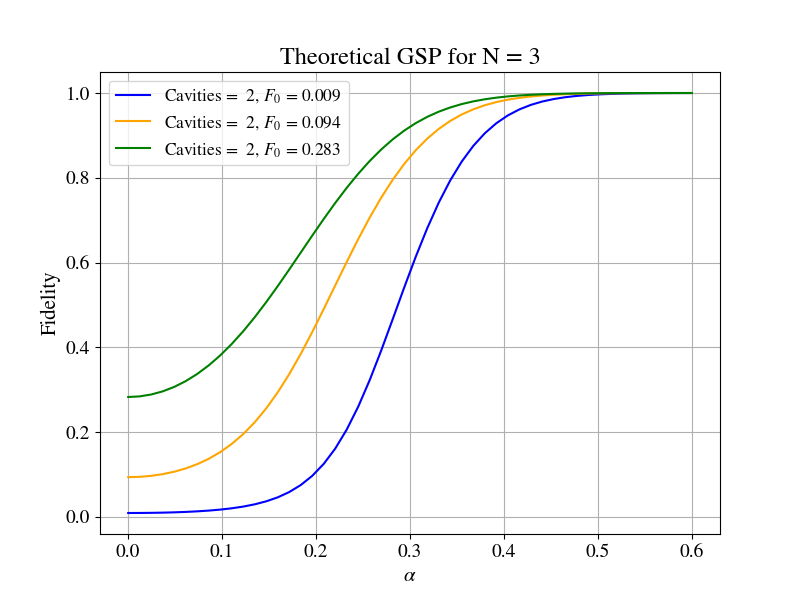 Theoretical GSP for N = 3
Cavities = 2, F₀ = 0.009
Cavities = 2, F₀ = 0.094
Cavities = 2, F₀ = 0.283
Fidelity
1.0
0.8
0.6
0.4
0.2
0.0
0.0 0.1 0.2 0.3 0.4 0.5 0.6
α